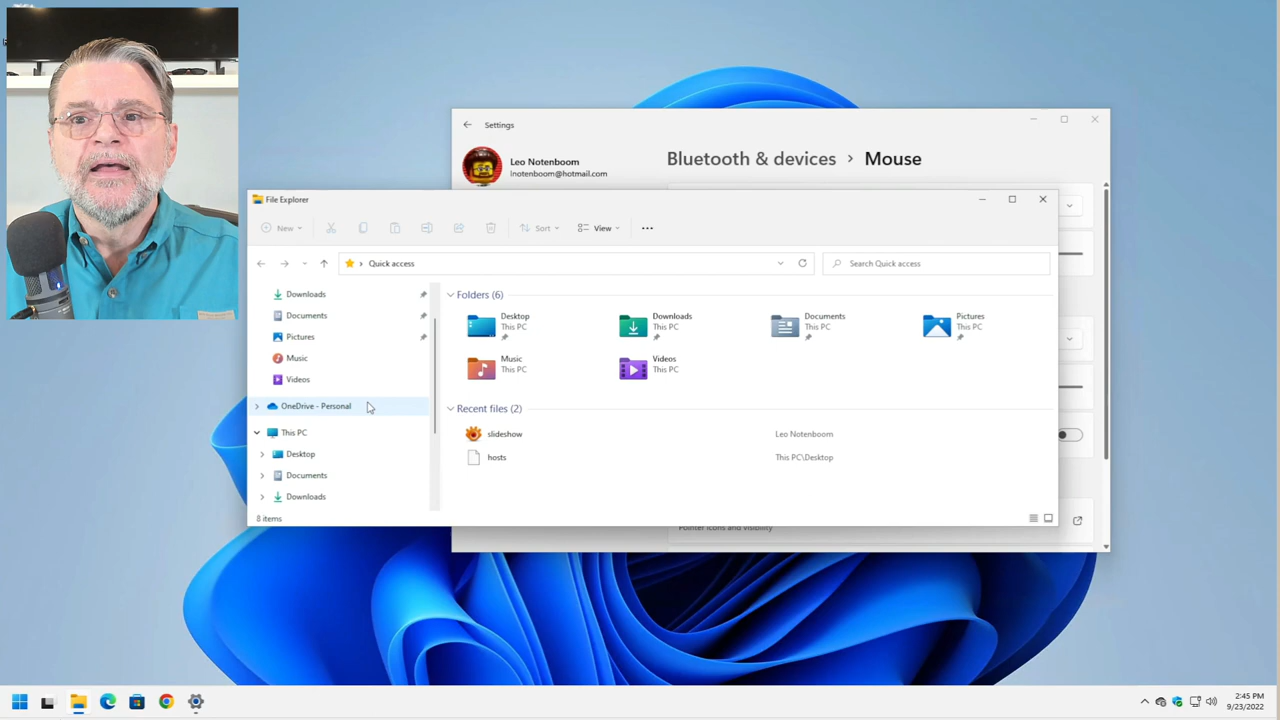 Settings
Leo Notenboom
lnotenboom@hotmail.com
Bluetooth & devices › Mouse
File Explorer
New
Sort
View
Quick access
Search Quick access
Downloads
Documents
Pictures
Music
Videos
OneDrive - Personal
This PC
Desktop
Documents
Downloads
Folders (6)
Desktop
This PC
Downloads
This PC
Documents
This PC
Pictures
This PC
Music
This PC
Videos
This PC
Recent files (2)
slideshow
Leo Notenboom
hosts
This PC\Desktop
8 items
Pointer icons and visibility
2:45 PM
9/23/2022